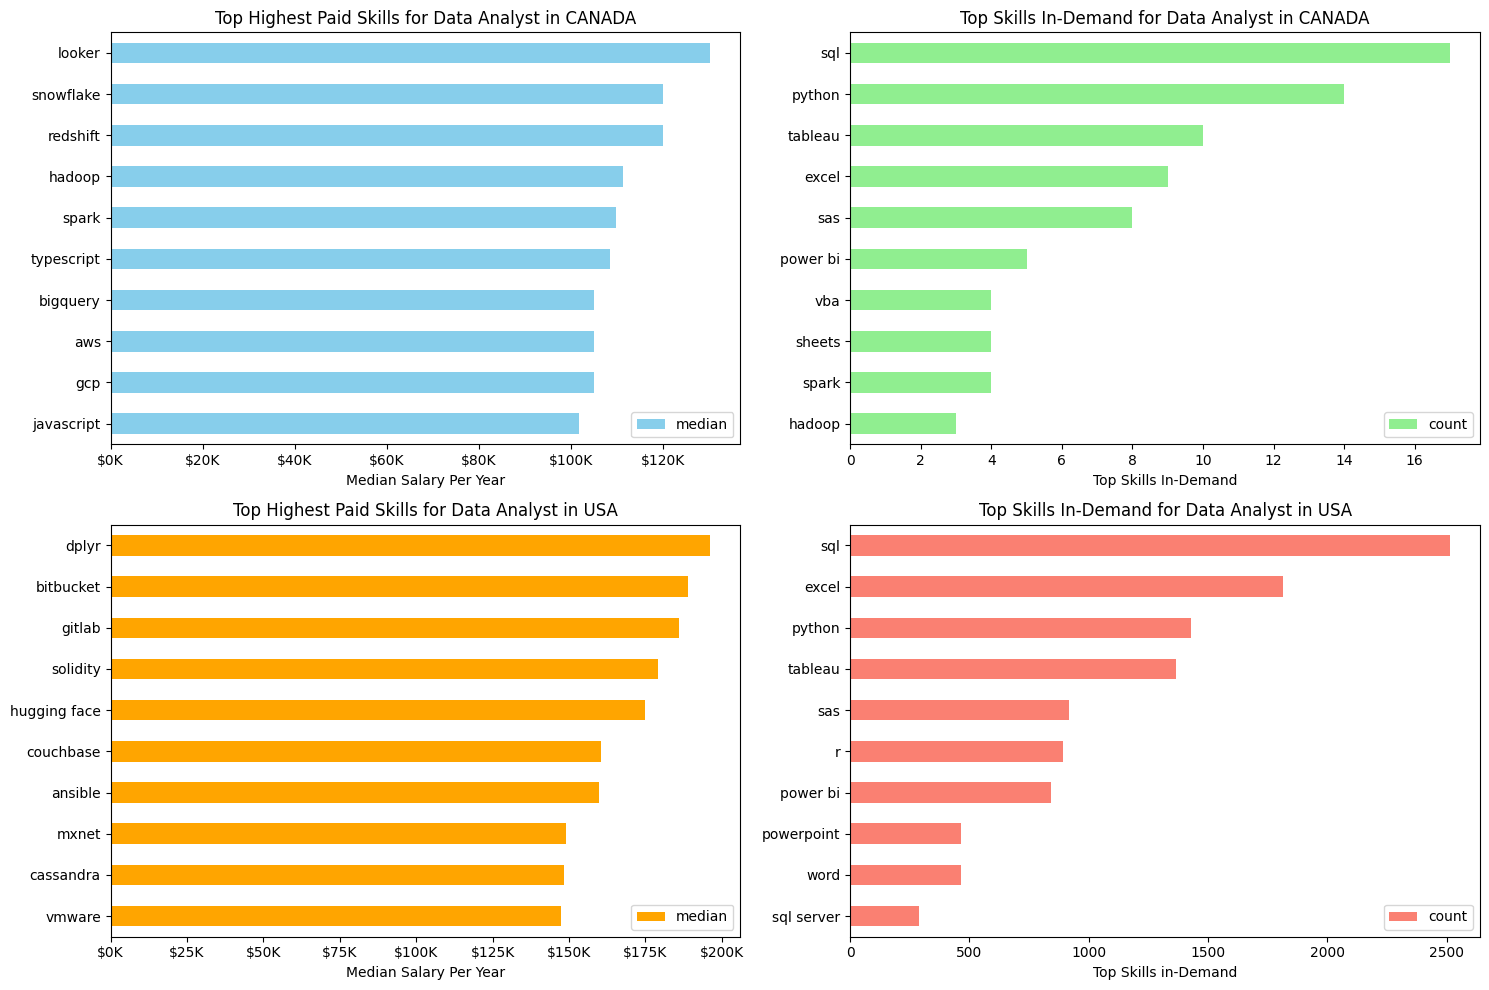 Top Highest Paid Skills for Data Analyst in CANADA
looker
snowflake
redshift
hadoop
spark
typescript
bigquery
aws
gcp
javascript
median
$0K $20K $40K $60K $80K $100K $120K
Median Salary Per Year
Top Skills In-Demand for Data Analyst in CANADA
sql
python
tableau
excel
sas
power bi
vba
sheets
spark
hadoop
count
0 2 4 6 8 10 12 14 16
Top Skills In-Demand
Top Highest Paid Skills for Data Analyst in USA
dplyr
bitbucket
gitlab
solidity
hugging face
couchbase
ansible
mxnet
cassandra
vmware
median
$0K $25K $50K $75K $100K $125K $150K $175K $200K
Median Salary Per Year
Top Skills In-Demand for Data Analyst in USA
sql
excel
python
tableau
sas
r
power bi
powerpoint
word
sql server
count
0 500 1000 1500 2000 2500
Top Skills in-Demand